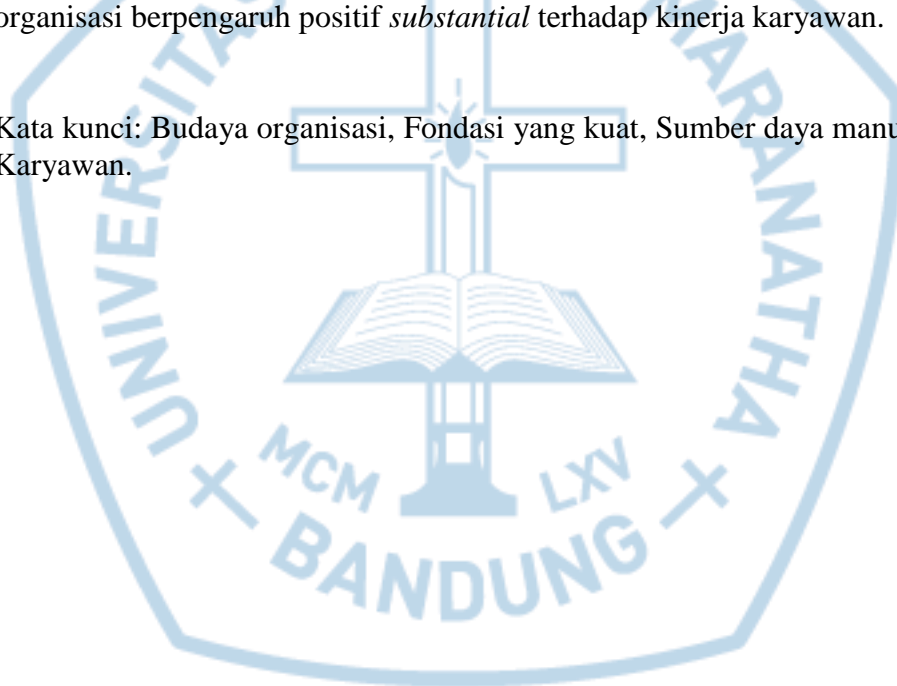 organisasi berpengaruh positif substantial terhadap kinerja karyawan.
Kata kunci: Budaya organisasi, Fondasi yang kuat, Sumber daya
Karyawan.
MCM LXV
BANDUNG